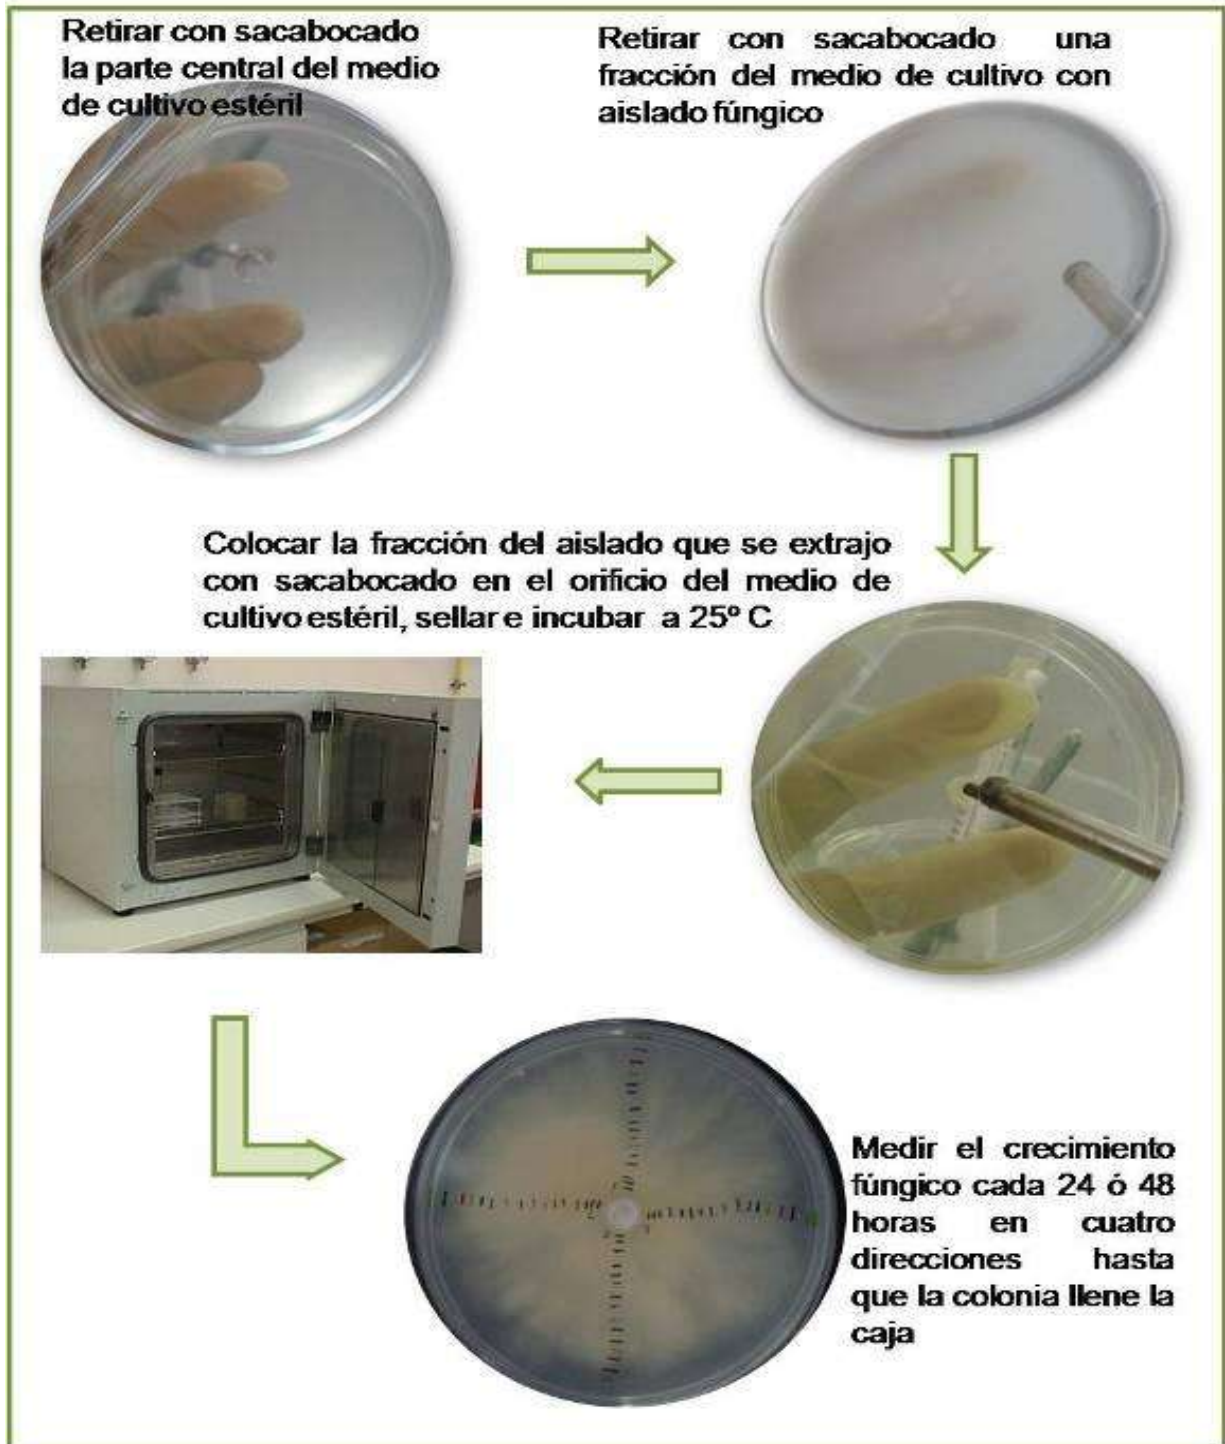 Retirar con sacabocado
la parte central del medio
de cultivo estéril
Retirar con sacabocado una
fracción del medio de cultivo con
aislado fúngico
Colocar la fracción del aislado que se extrajo
con sacabocado en el orificio del medio de
cultivo estéril, sellar e incubar a 25º C
Medir el crecimiento
fúngico cada 24 ó 48
horas en cuatro
direcciones hasta
que la colonia llene la
caja